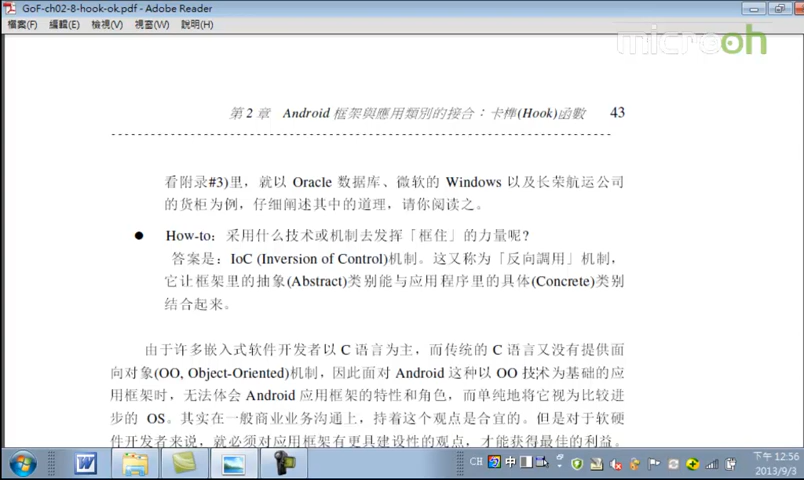 GoF-ch02-8-hook-ok.pdf - Adobe Reader
檔案(F) 編輯(E) 檢視(V) 視窗(W) 說明(H)
microoh
第 2 章 Android 框架與應用類別的接合：卡榫(Hook)函數 43
看附录#3)里，就以 Oracle 数据库、微软的 Windows 以及长荣航运公司
的货柜为例，仔细阐述其中的道理，请你阅读之。
● How-to: 采用什么技术或机制去发挥「框住」的力量呢?
答案是：IoC (Inversion of Control)机制。这又称为「反向調用」机制，
它让框架里的抽象(Abstract)类别能与应用程序里的具体(Concrete)类别
结合起来。
由于许多嵌入式软件开发者以 C 语言为主，而传统的 C 语言又没有提供面
向对象(OO, Object-Oriented)机制，因此面对 Android 这种以 OO 技术为基础的应
用框架时，无法体会 Android 应用框架的特性和角色，而单纯地将它视为比较进
步的 OS。其实在一般商业业务沟通上，持着这个观点是合宜的。但是对于软硬
件开发者来说，就必须对应用框架有更具建设性的观点，才能获得最佳的利益。
CH 中 下午 12:56
2013/9/3